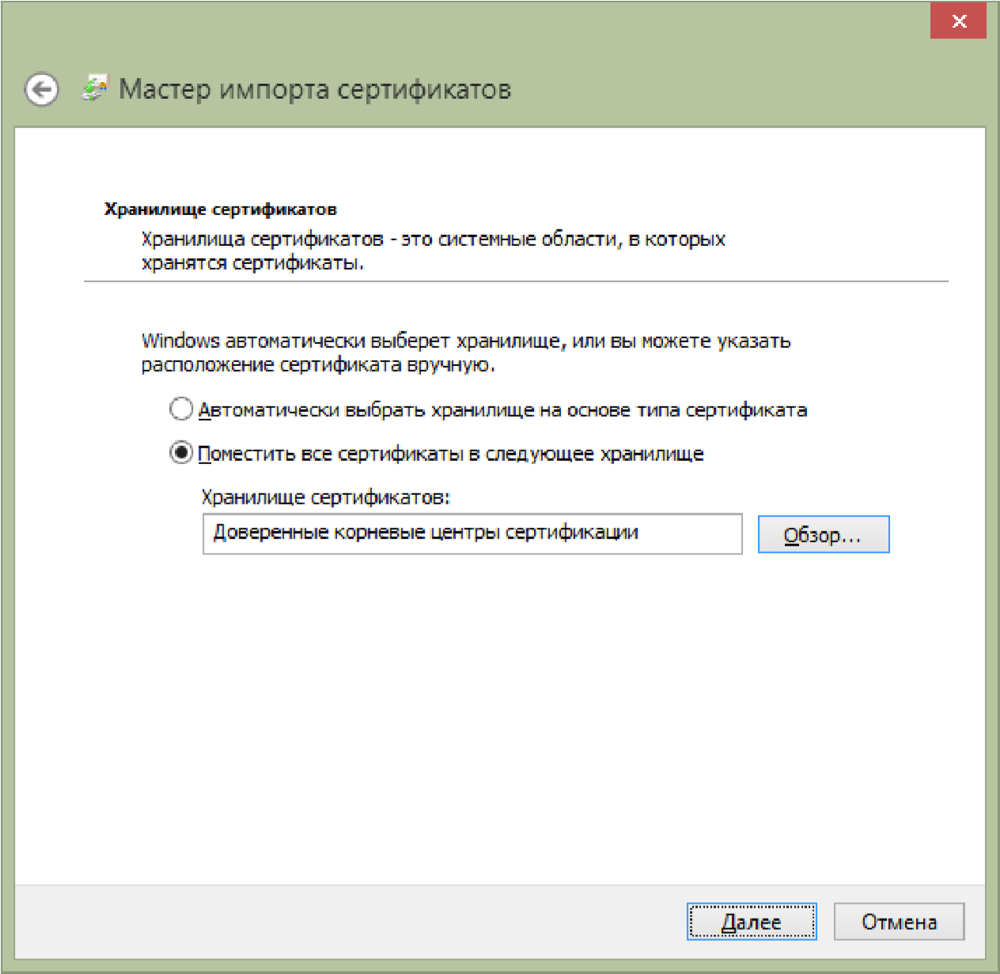 Мастер импорта сертификатов
Хранилище сертификатов
Хранилища сертификатов - это системные области, в которых
хранятся сертификаты.
Windows автоматически выберет хранилище, или вы можете указать
расположение сертификата вручную.
Автоматически выбрать хранилище на основе типа сертификата
Поместить все сертификаты в следующее хранилище
Хранилище сертификатов:
Доверенные корневые центры сертификации
Обзор...
Далее
Отмена